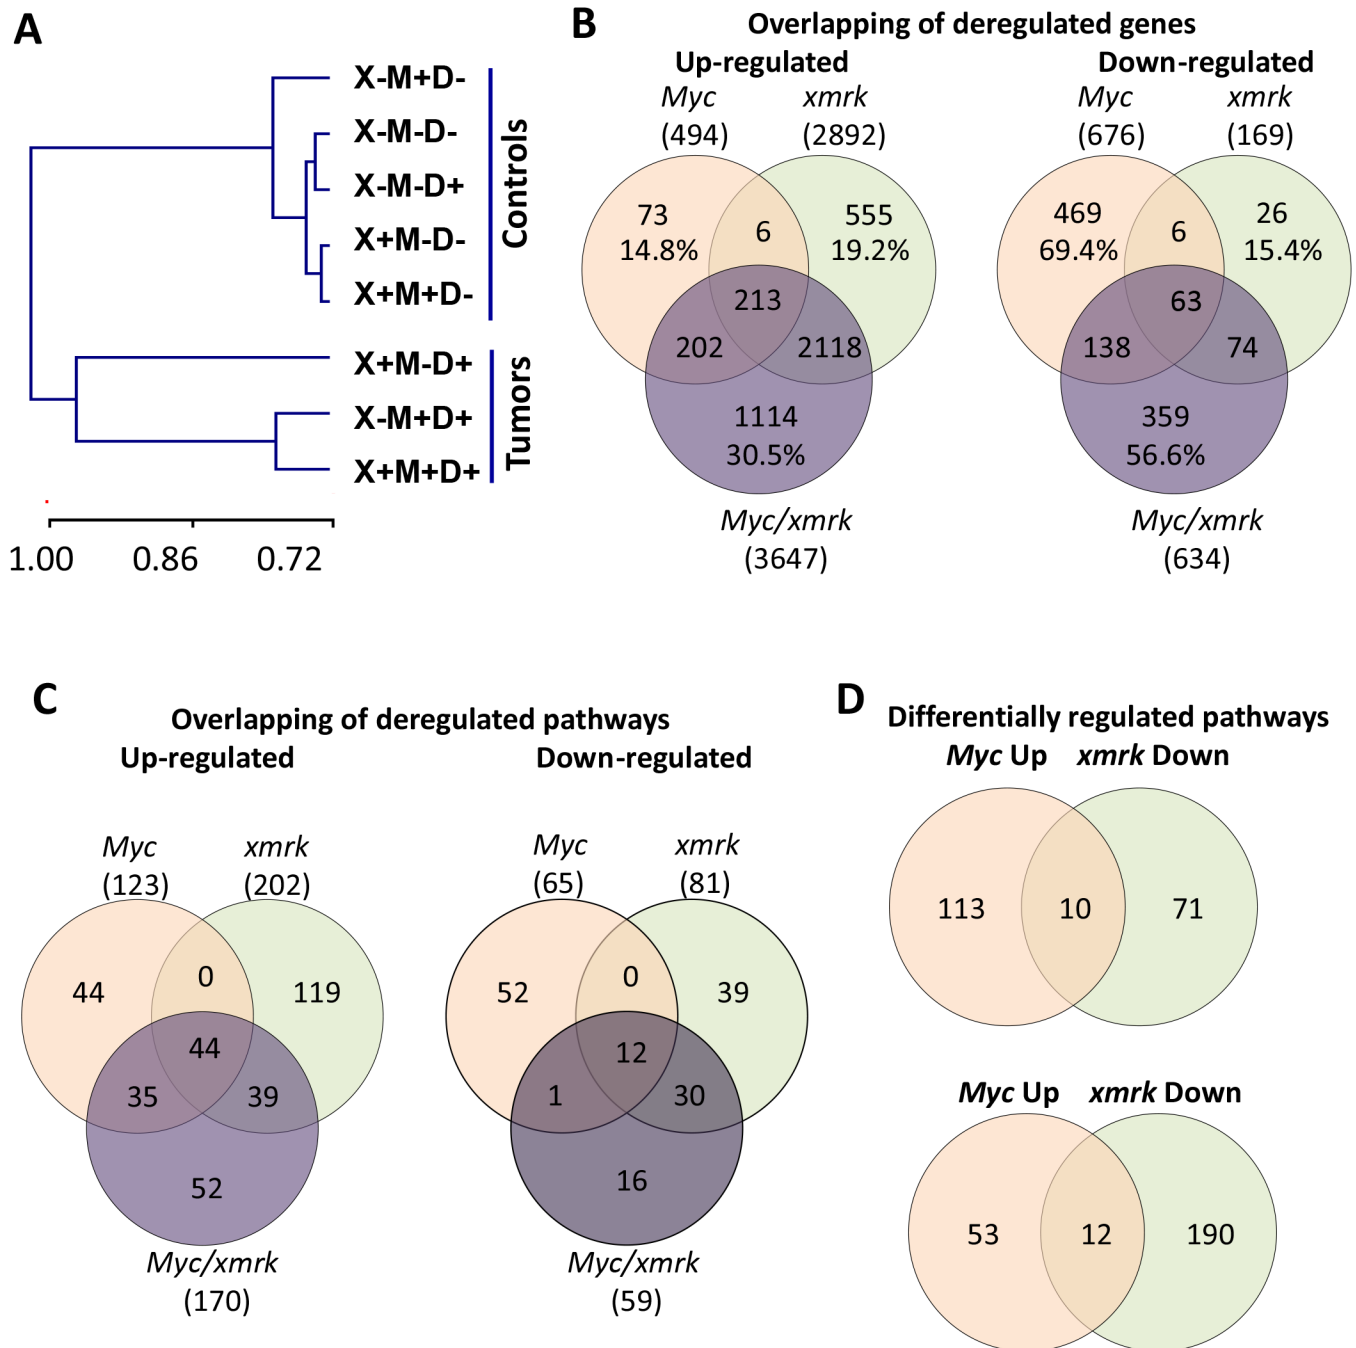 A
X-M+D-
X-M-D-
X-M-D+
X+M-D-
X+M+D-
Controls
X+M-D+
X-M+D+
X+M+D+
Tumors
1.00 0.86 0.72
B
Overlapping of deregulated genes
Up-regulated
Myc xmrk
(494) (2892)
73 555
14.8% 6 19.2%
213
202 2118
1114
30.5%
Myc/xmrk
(3647)
Down-regulated
Myc xmrk
(676) (169)
469 26
69.4% 6 15.4%
63
138 74
359
56.6%
Myc/xmrk
(634)
C
Overlapping of deregulated pathways
Up-regulated
Myc xmrk
(123) (202)
44 0 119
44
35 39
52
Myc/xmrk
(170)
Down-regulated
Myc xmrk
(65) (81)
52 0 39
12
1 30
16
Myc/xmrk
(59)
D
Differentially regulated pathways
Myc Up xmrk Down
113 10 71
Myc Up xmrk Down
53 12 190